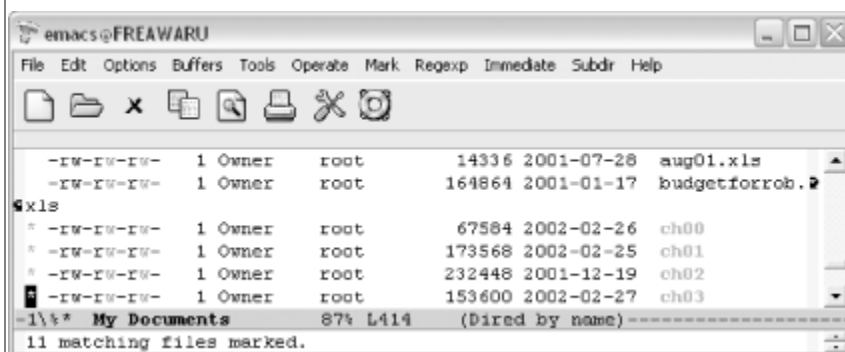 emacs@FREAWARU
File Edit Options Buffers Tools Operate Mark Regexp Immediate Subdir Help
-rw-rw-rw- 1 Owner root 14336 2001-07-28 aug01.xls
-rw-rw-rw- 1 Owner root 164864 2001-01-17 budgetforrob.
xls
* -rw-rw-rw- 1 Owner root 67584 2002-02-26 ch00
* -rw-rw-rw- 1 Owner root 173568 2002-02-25 ch01
* -rw-rw-rw- 1 Owner root 232448 2001-12-19 ch02
* -rw-rw-rw- 1 Owner root 153600 2002-02-27 ch03
-1\%* My Documents 87% L414 (Dired by name)--------------------
11 matching files marked.